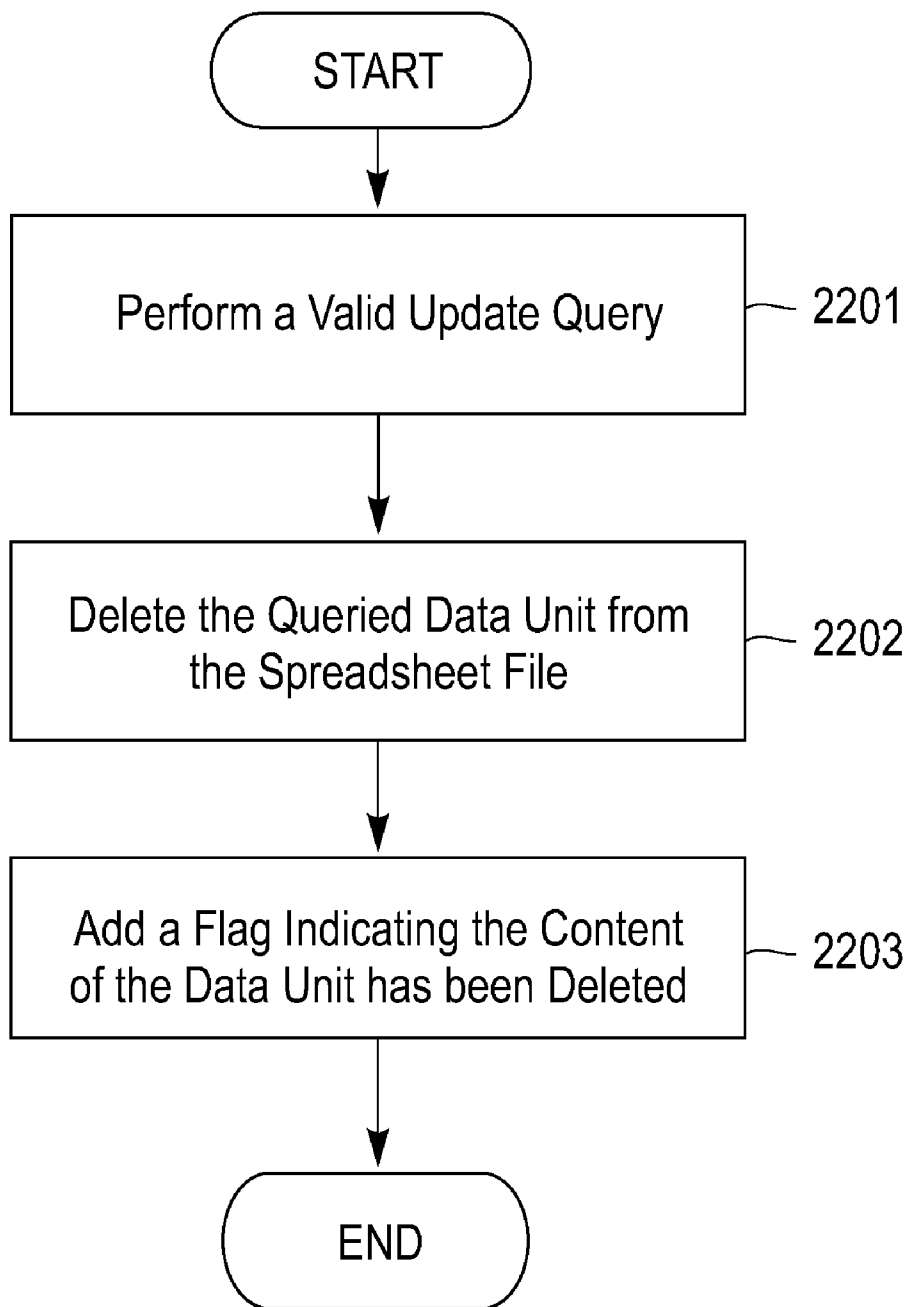 START
Perform a Valid Update Query
2201
Delete the Queried Data Unit from
the Spreadsheet File
2202
Add a Flag Indicating the Content
of the Data Unit has been Deleted
2203
END